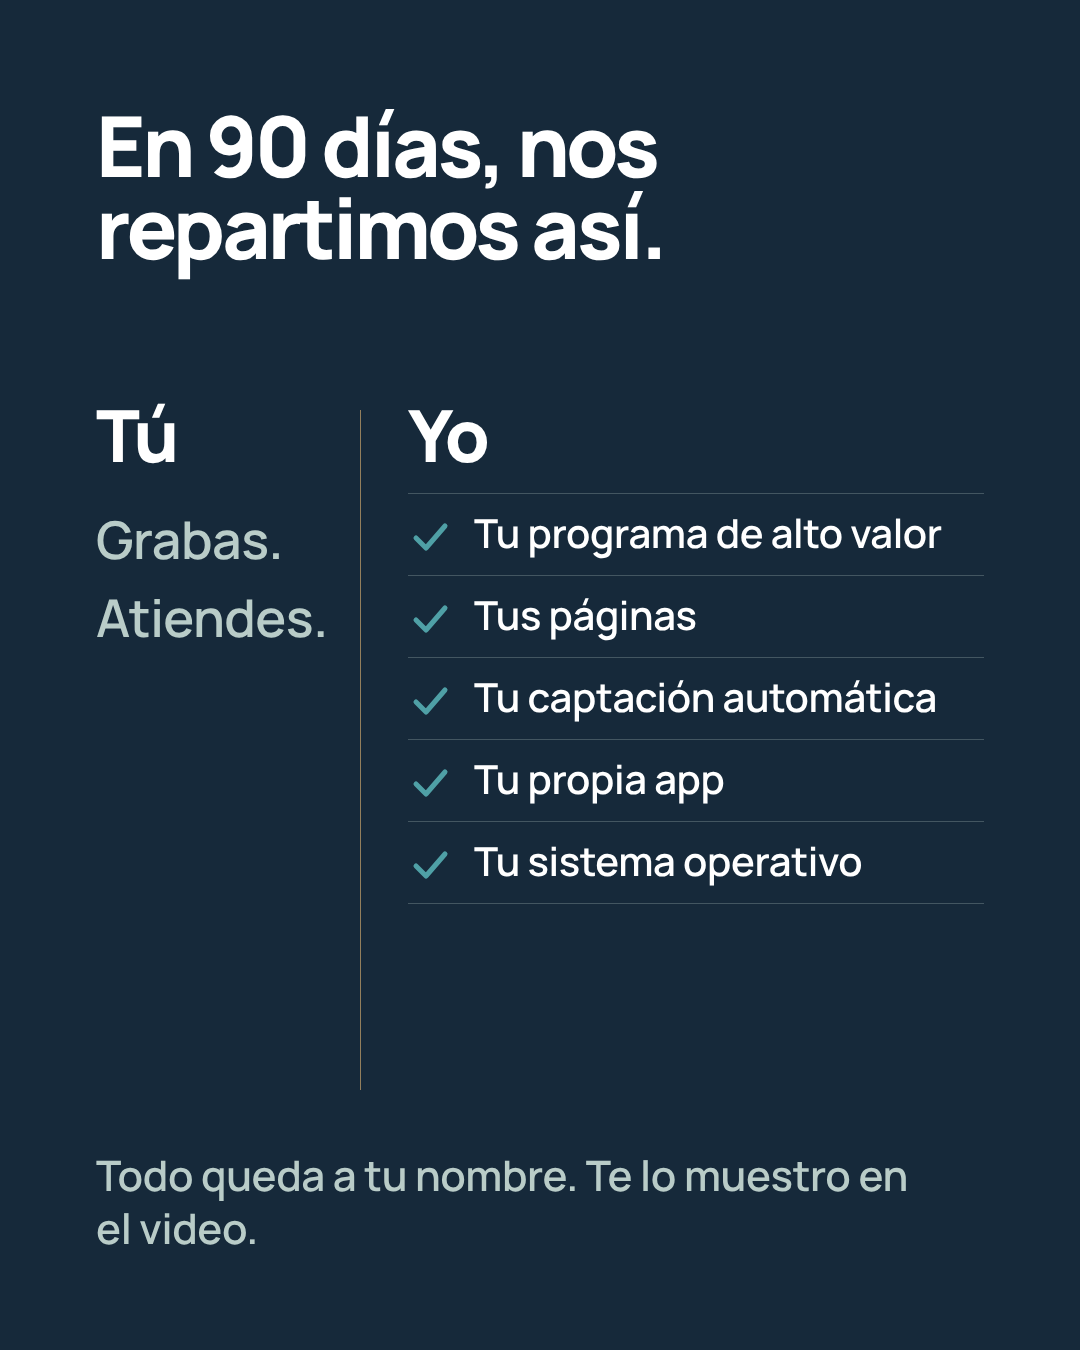 En 90 días, nos
repartimos así.
Tú
Grabas.
Atiendes.
Yo
Tu programa de alto valor
Tus páginas
Tu captación automática
Tu propia app
Tu sistema operativo
Todo queda a tu nombre. Te lo muestro en
el video.